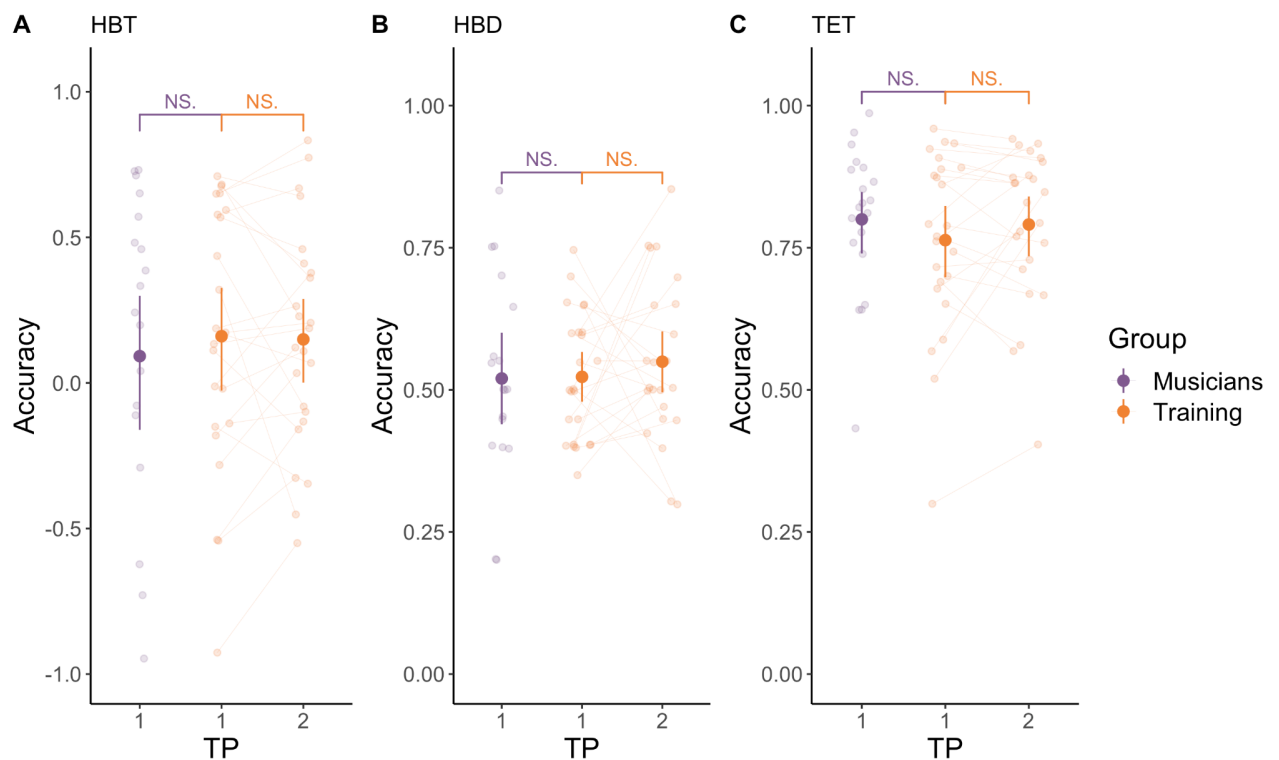 A HBT
Accuracy
1.0
0.5
0.0
-0.5
-1.0
NS. NS.
1 1 2
TP
B HBD
Accuracy
1.00
0.75
0.50
0.25
0.00
NS. NS.
1 1 2
TP
C TET
Accuracy
1.00
0.75
0.50
0.25
0.00
NS. NS.
1 1 2
TP
Group
Musicians
Training